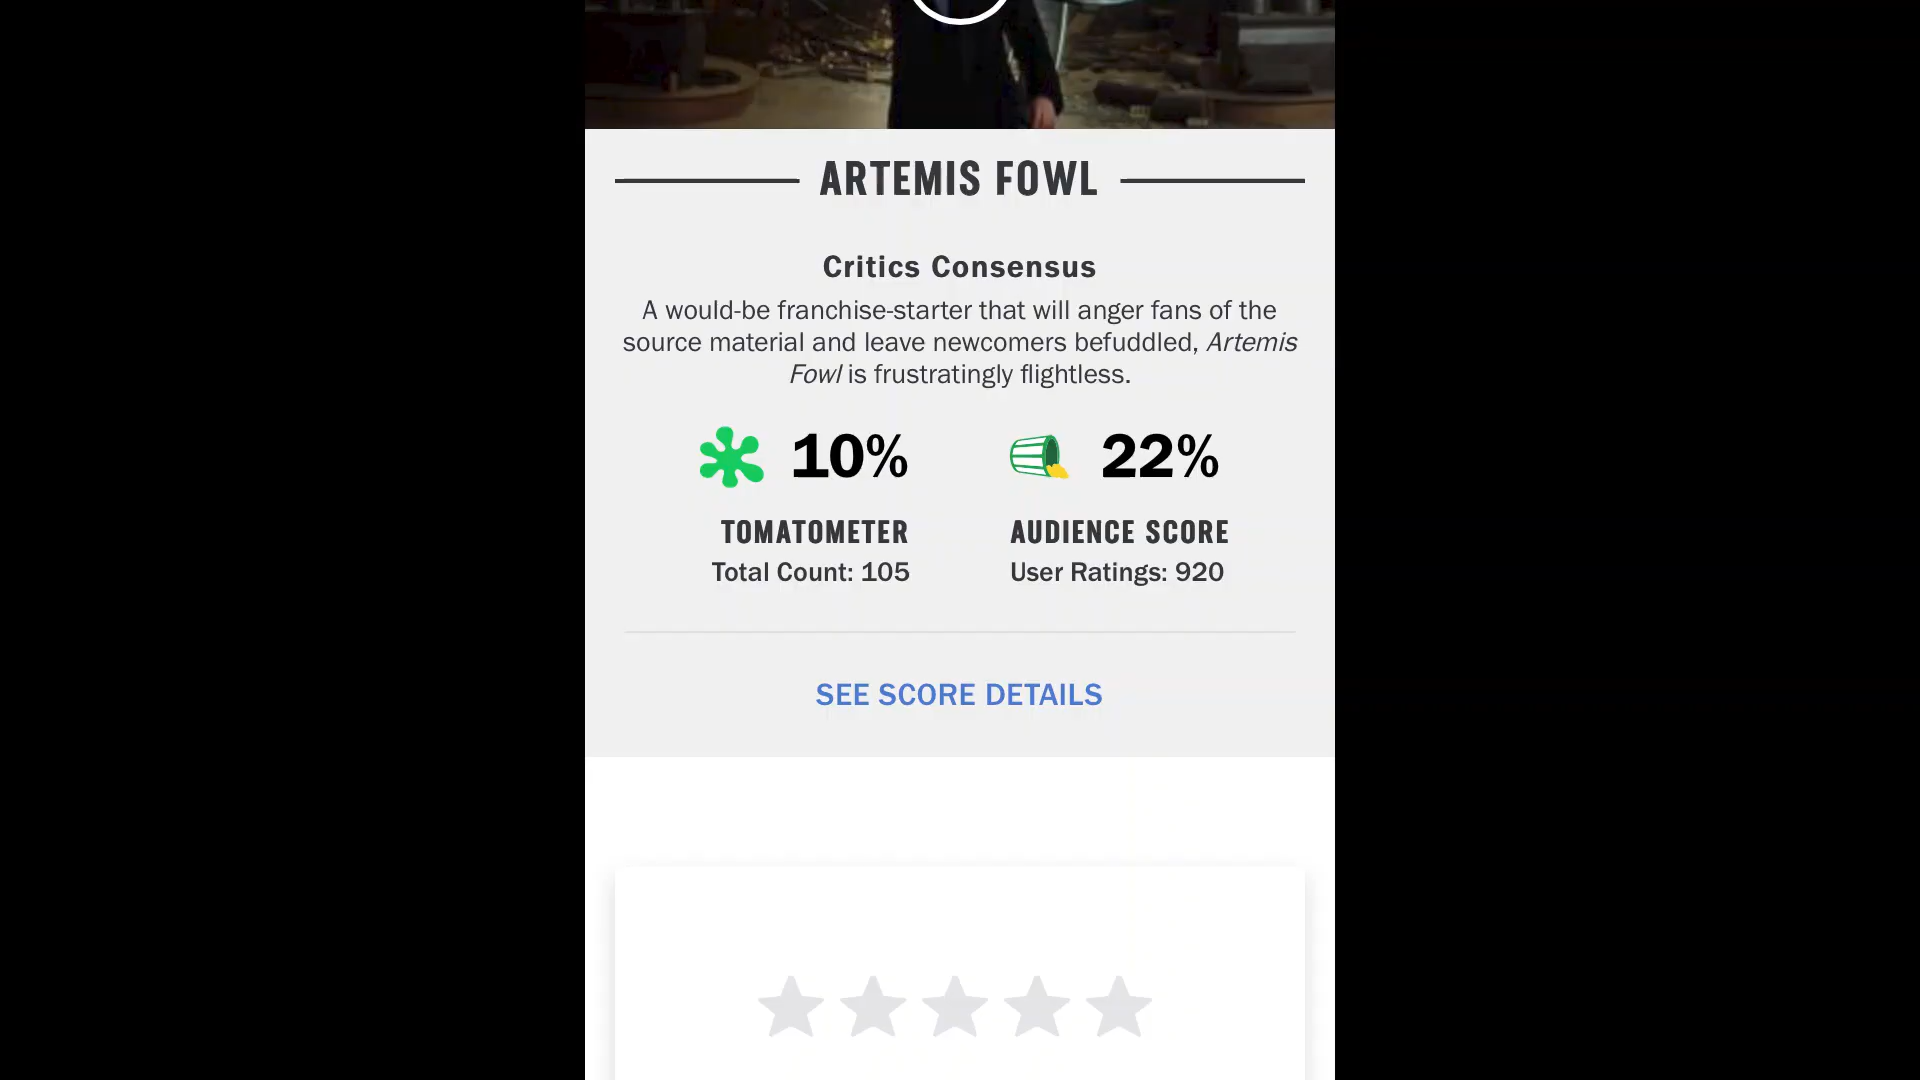 ARTEMIS FOWL
Critics Consensus
A would-be franchise-starter that will anger fans of the
source material and leave newcomers befuddled, Artemis
Fowl is frustratingly flightless.
10% 22%
TOMATOMETER AUDIENCE SCORE
Total Count: 105 User Ratings: 920
SEE SCORE DETAILS